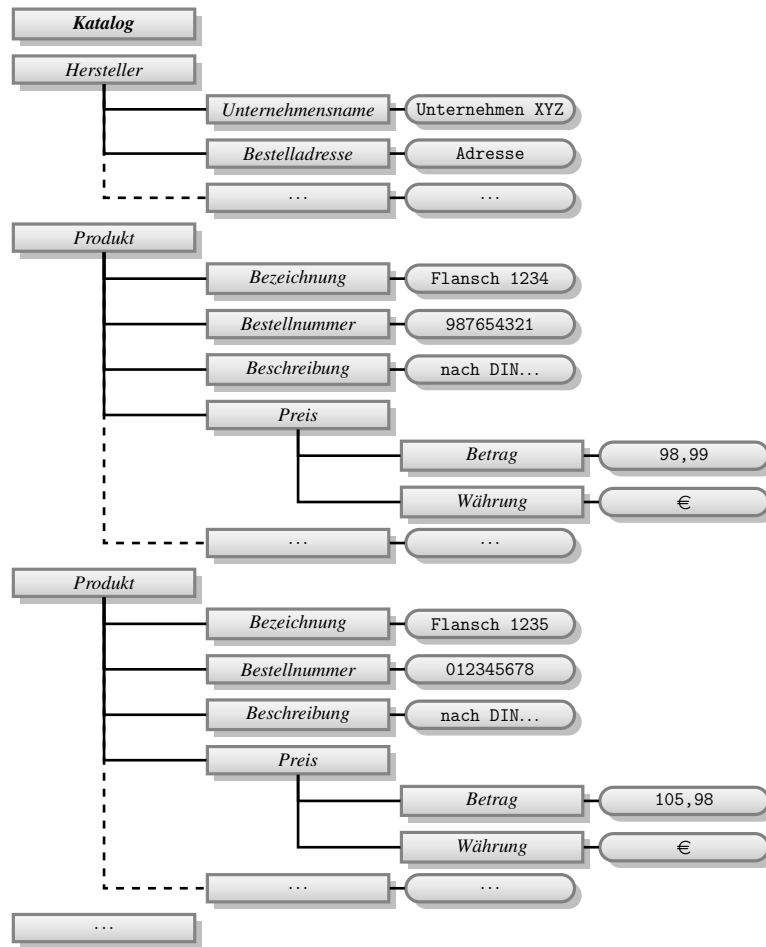 Katalog
Hersteller
Unternehmensname Unternehmen XYZ
Bestelladresse Adresse
... ...
Produkt
Bezeichnung Flansch 1234
Bestellnummer 987654321
Beschreibung nach DIN...
Preis
Betrag 98,99
Währung €
... ...
Produkt
Bezeichnung Flansch 1235
Bestellnummer 012345678
Beschreibung nach DIN...
Preis
Betrag 105,98
Währung €
... ...
...